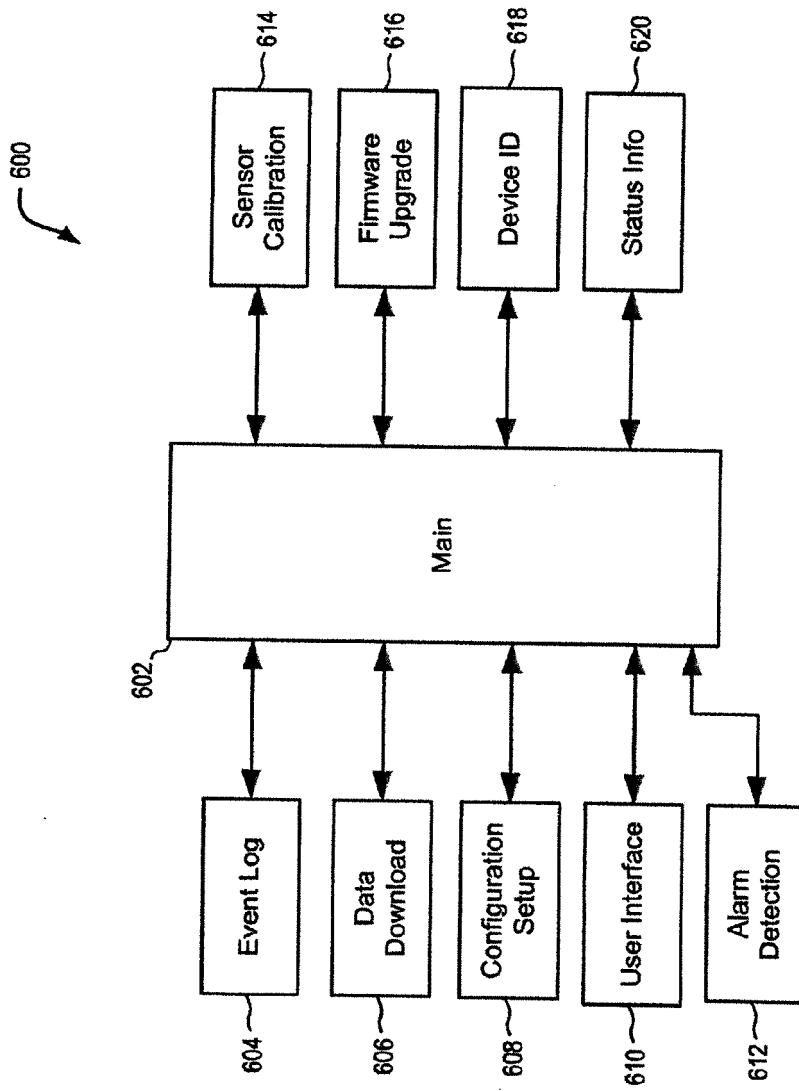 600
602
Main
604
Event Log
606
Data
Download
608
Configuration
Setup
610
User Interface
612
Alarm
Detection
614
Sensor
Calibration
616
Firmware
Upgrade
618
Device ID
620
Status Info